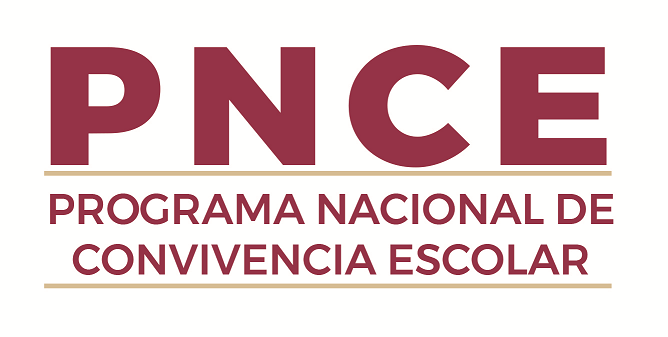 PNCE
PROGRAMA NACIONAL DE
CONVIVENCIA ESCOLAR